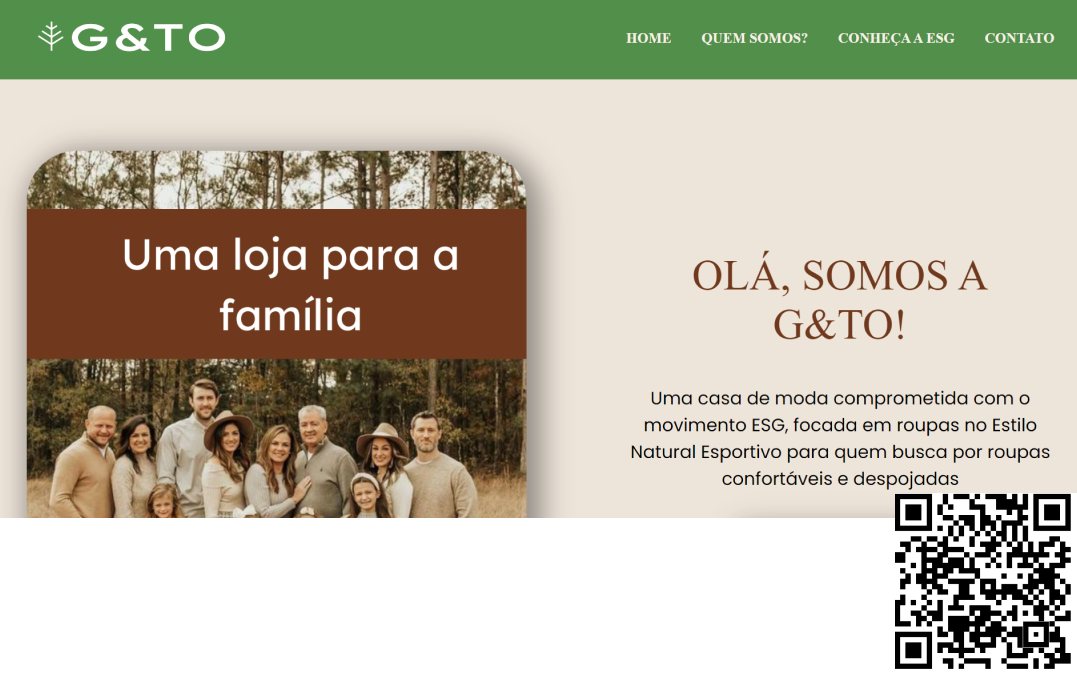 G&TO
HOME QUEM SOMOS? CONHEÇA A ESG CONTATO
Uma loja para a
família
OLÁ, SOMOS A
G&TO!
Uma casa de moda comprometida com o
movimento ESG, focada em roupas no Estilo
Natural Esportivo para quem busca por roupas
confortáveis e despojadas